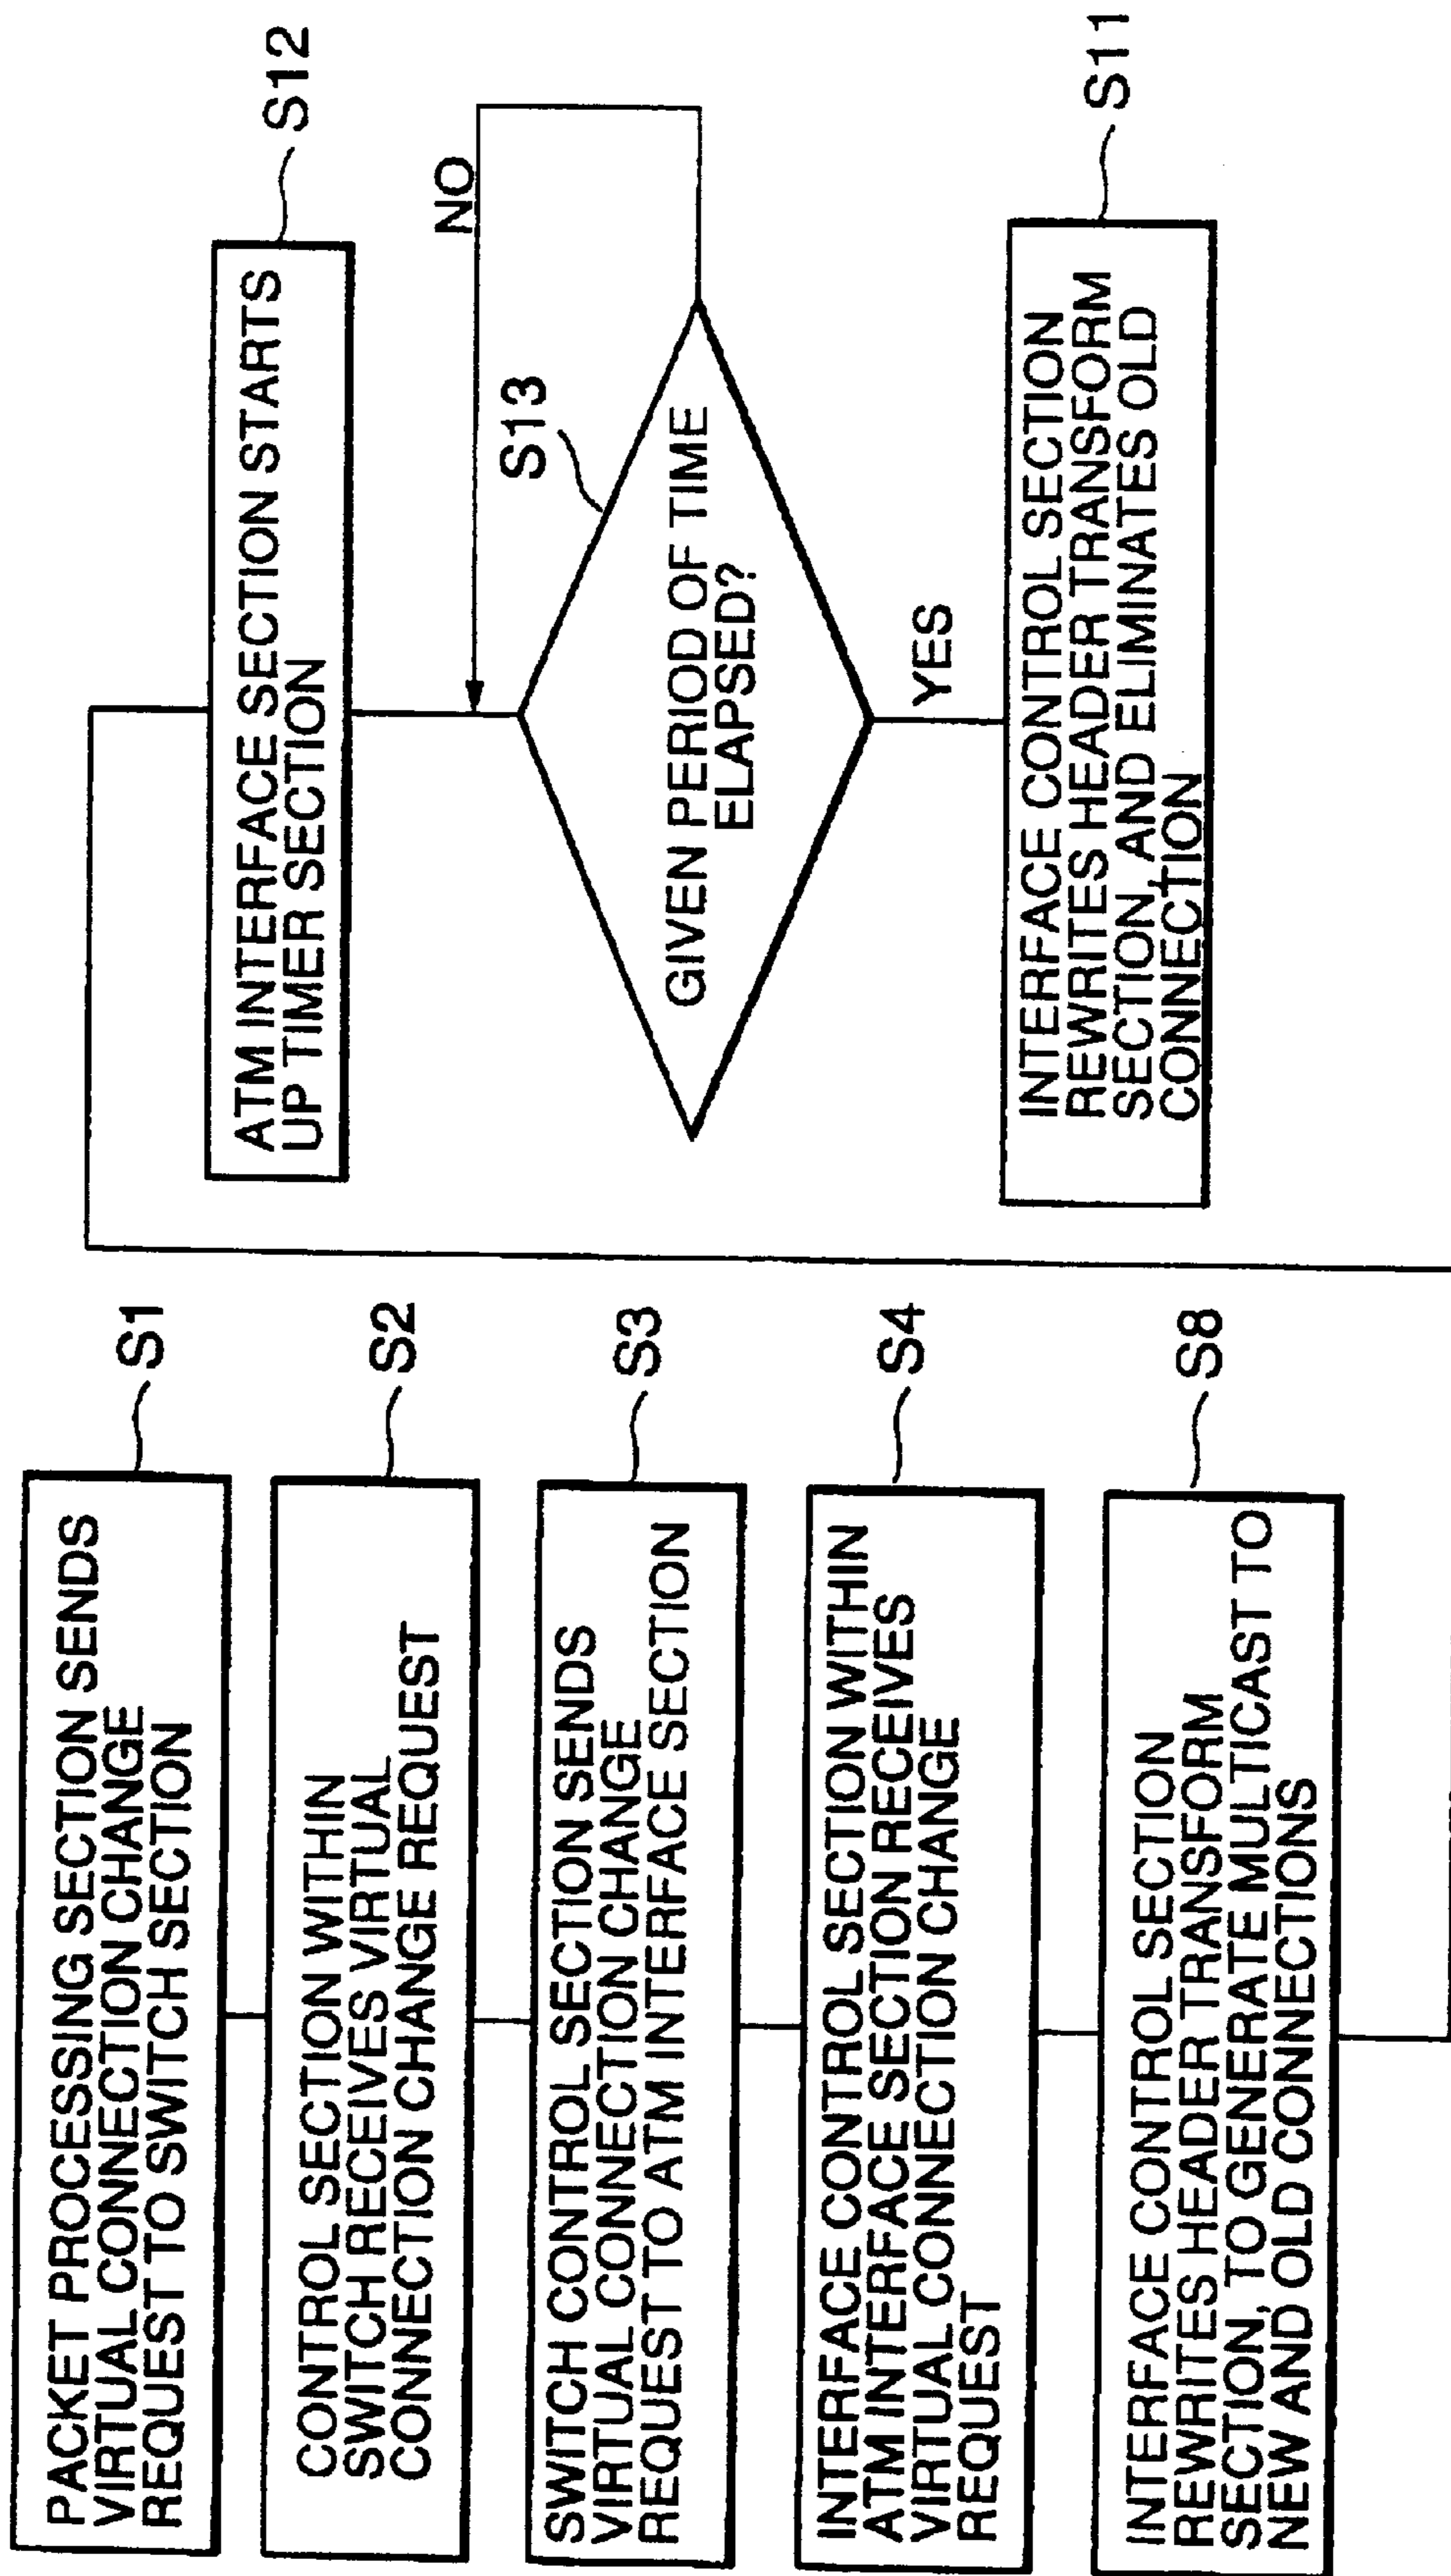 PACKET PROCESSING SECTION SENDS
VIRTUAL CONNECTION CHANGE
REQUEST TO SWITCH SECTION
S1
CONTROL SECTION WITHIN
SWITCH RECEIVES VIRTUAL
CONNECTION CHANGE REQUEST
S2
SWITCH CONTROL SECTION SENDS
VIRTUAL CONNECTION CHANGE
REQUEST TO ATM INTERFACE SECTION
S3
INTERFACE CONTROL SECTION WITHIN
ATM INTERFACE SECTION RECEIVES
VIRTUAL CONNECTION CHANGE
REQUEST
S4
INTERFACE CONTROL SECTION
REWRITES HEADER TRANSFORM
SECTION, TO GENERATE MULTICAST TO
NEW AND OLD CONNECTIONS
S8
ATM INTERFACE SECTION STARTS
UP TIMER SECTION
S12
NO
S13
GIVEN PERIOD OF TIME
ELAPSED?
YES
INTERFACE CONTROL SECTION
REWRITES HEADER TRANSFORM
SECTION, AND ELIMINATES OLD
CONNECTION
S11